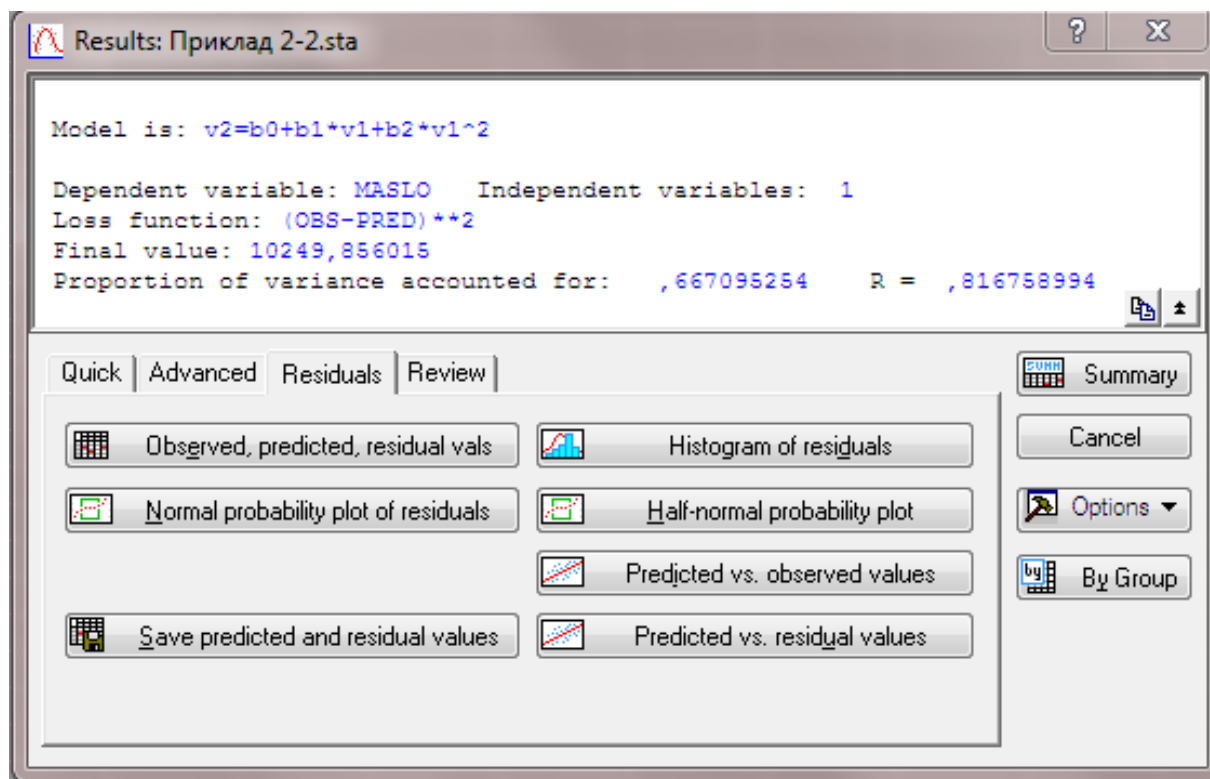 Results: Приклад 2-2.sta
Model is: v2=b0+b1*v1+b2*v1^2
Dependent variable: MASLO Independent variables: 1
Loss function: (OBS-PRED)**2
Final value: 10249,856015
Proportion of variance accounted for: ,667095254 R = ,816758994
Quick Advanced Residuals Review
Summary
Observed, predicted, residual vals Histogram of residuals
Cancel
Normal probability plot of residuals Half-normal probability plot
Options
Predicted vs. observed values
By Group
Save predicted and residual values Predicted vs. residual values